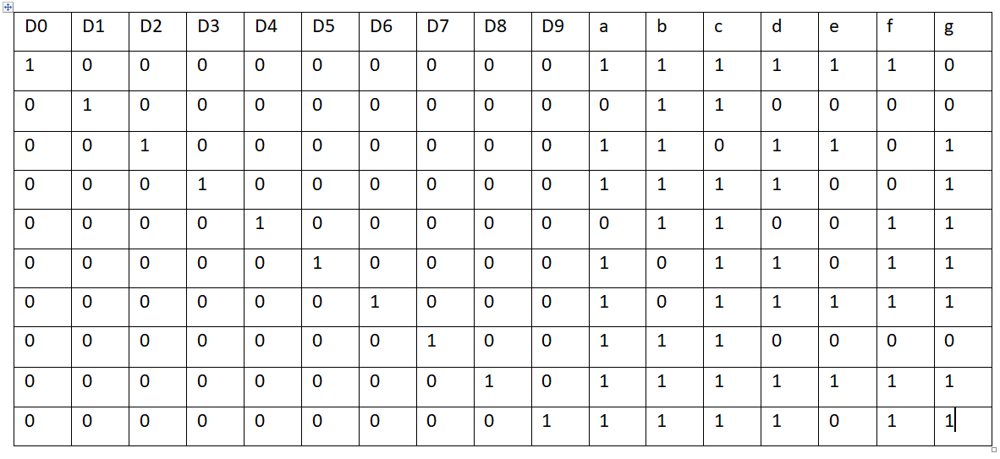 D0 D1 D2 D3 D4 D5 D6 D7 D8 D9 a b c d e f g
1 0 0 0 0 0 0 0 0 0 1 1 1 1 1 1 0
0 1 0 0 0 0 0 0 0 0 0 1 1 0 0 0 0
0 0 1 0 0 0 0 0 0 0 1 1 0 1 1 0 1
0 0 0 1 0 0 0 0 0 0 1 1 1 1 0 0 1
0 0 0 0 1 0 0 0 0 0 0 1 1 0 0 1 1
0 0 0 0 0 1 0 0 0 0 1 0 1 1 0 1 1
0 0 0 0 0 0 1 0 0 0 1 0 1 1 1 1 1
0 0 0 0 0 0 0 1 0 0 1 1 1 0 0 0 0
0 0 0 0 0 0 0 0 1 0 1 1 1 1 1 1 1
0 0 0 0 0 0 0 0 0 1 1 1 1 1 0 1 1